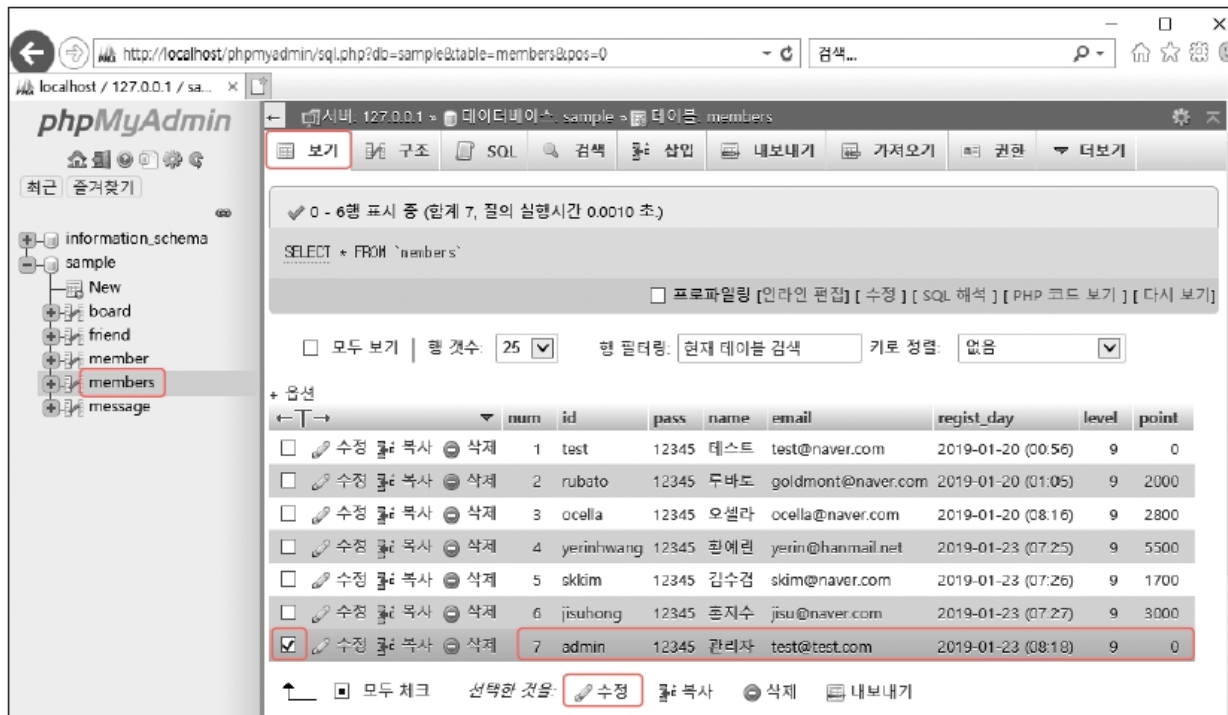 http://localhost/phpmyadmin/sql.php?db=sample&table=members&pos=0
검색...
localhost / 127.0.0.1 / sa...
phpMyAdmin
최근 즐겨찾기
information_schema
sample
New
board
friend
member
members
message
서버: 127.0.0.1 » 데이터베이스: sample » 테이블: members
보기 구조 SQL 검색 삽입 내보내기 가져오기 권한 더보기
0 - 6행 표시 중 (합계 7, 질의 실행시간 0.0010 초.)
SELECT * FROM `members`
프로파일링 [인라인 편집] [ 수정 ] [ SQL 해석 ] [ PHP 코드 보기 ] [ 다시 보기]
모두 보기 | 행 갯수: 25 행 필터링: 현재 테이블 검색 키로 정렬: 없음
+ 옵션
←T→ num id pass name email regist_day level point
수정 복사 삭제 1 test 12345 테스트 test@naver.com 2019-01-20 (00:56) 9 0
수정 복사 삭제 2 rubato 12345 루바토 goldmont@naver.com 2019-01-20 (01:05) 9 2000
수정 복사 삭제 3 ocella 12345 오셀라 ocella@naver.com 2019-01-20 (08:16) 9 2800
수정 복사 삭제 4 yerinhwang 12345 황예린 yerin@hanmail.net 2019-01-23 (07:25) 9 5500
수정 복사 삭제 5 skkim 12345 김수겸 skim@naver.com 2019-01-23 (07:26) 9 1700
수정 복사 삭제 6 jisuhong 12345 홍지수 jisu@naver.com 2019-01-23 (07:27) 9 3000
수정 복사 삭제 7 admin 12345 관리자 test@test.com 2019-01-23 (08:18) 9 0
모두 체크 선택한 것을: 수정 복사 삭제 내보내기